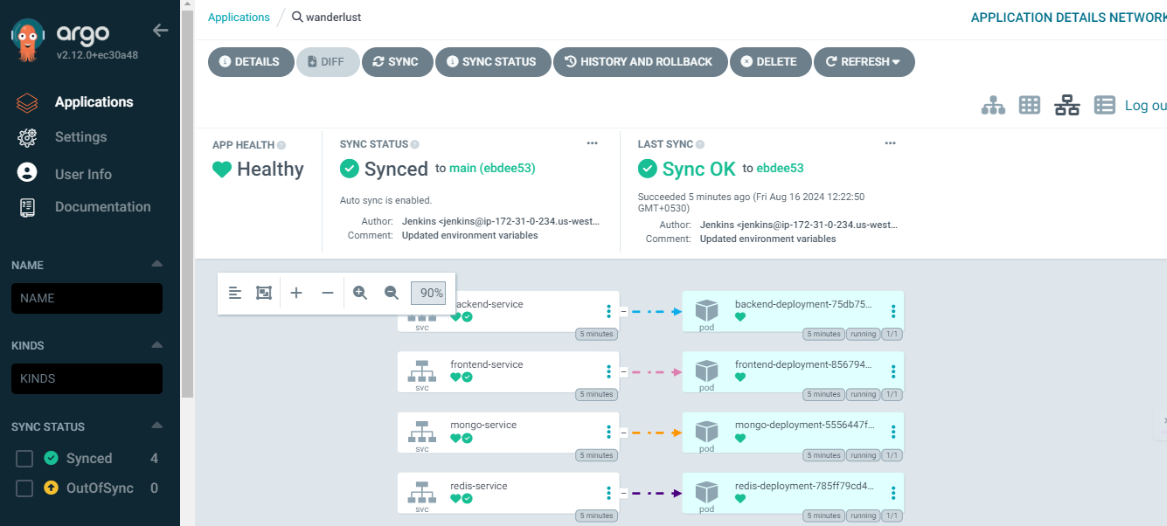 argo
v2.12.0+ec30a48
Applications
Settings
User Info
Documentation
NAME
NAME
KINDS
KINDS
SYNC STATUS
Synced 4
OutOfSync 0
Applications / wanderlust
APPLICATION DETAILS NETWORK
DETAILS DIFF SYNC SYNC STATUS HISTORY AND ROLLBACK DELETE REFRESH
Log ou
APP HEALTH
Healthy
SYNC STATUS
Synced to main (ebdee53)
Auto sync is enabled.
Author: Jenkins <jenkins@ip-172-31-0-234.us-west...
Comment: Updated environment variables
LAST SYNC
Sync OK to ebdee53
Succeeded 5 minutes ago (Fri Aug 16 2024 12:22:50
GMT+0530)
Author: Jenkins <jenkins@ip-172-31-0-234.us-west...
Comment: Updated environment variables
90%
ackend-service
svc
5 minutes
backend-deployment-75db75...
pod
5 minutes running 1/1
frontend-service
svc
5 minutes
frontend-deployment-856794...
pod
5 minutes running 1/1
mongo-service
svc
5 minutes
mongo-deployment-5556447f...
pod
5 minutes running 1/1
redis-service
svc
5 minutes
redis-deployment-785ff79cd4...
pod
5 minutes running 1/1